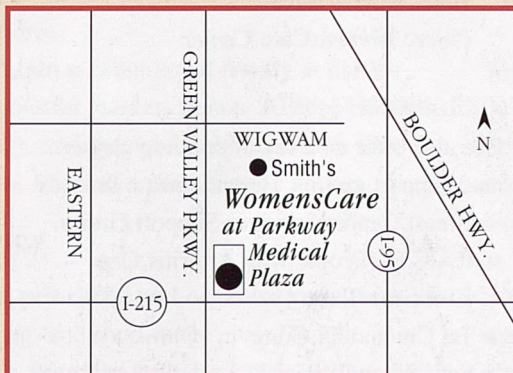 GREEN VALLEY PKWY.
BOULDER HWY.
N
WIGWAM
Smith's
EASTERN
WomensCare
at Parkway
Medical
Plaza
I-95
I-215